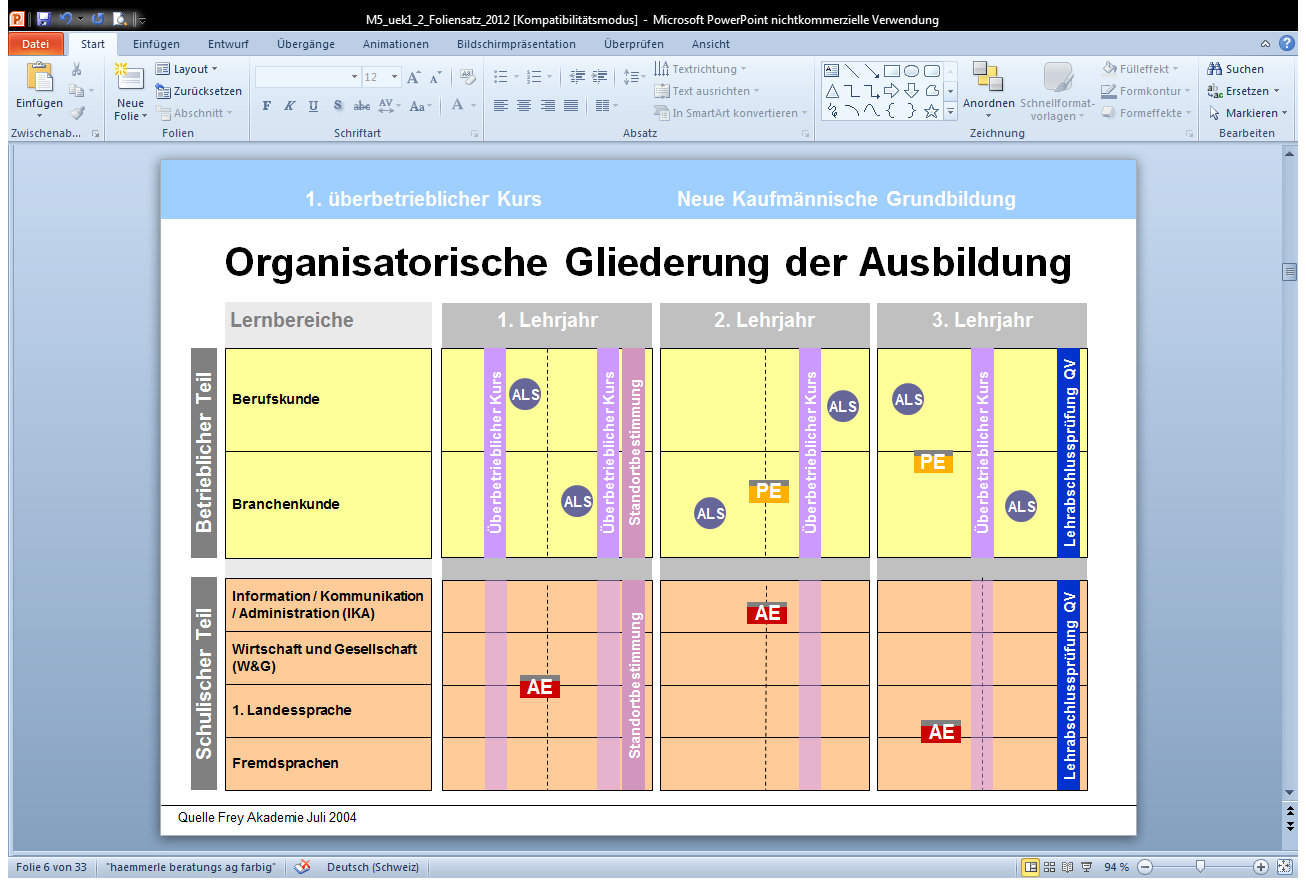 M5_uek1_2_Foliensatz_2012 [Kompatibilitätsmodus] - Microsoft PowerPoint nichtkommerzielle Verwendung
Datei Start Einfügen Entwurf Übergänge Animationen Bildschirmpräsentation Überprüfen Ansicht
Einfügen
Zwischenab...
Neue Folie
Layout
Zurücksetzen
Abschnitt
Folien
12
F K U S abc AV Aa A
Schriftart
Textrichtung
Text ausrichten
In SmartArt konvertieren
Absatz
Anordnen
Schnellformat-
vorlagen
Fülleffekt
Formkontur
Formeffekte
Zeichnung
Suchen
Ersetzen
Markieren
Bearbeiten
1. überbetrieblicher Kurs Neue Kaufmännische Grundbildung
Organisatorische Gliederung der Ausbildung
Lernbereiche 1. Lehrjahr 2. Lehrjahr 3. Lehrjahr
Betrieblicher Teil
Berufskunde
Branchenkunde
Überbetrieblicher Kurs
ALS
ALS
Überbetrieblicher Kurs
Standortbestimmung
ALS
PE
Überbetrieblicher Kurs
ALS
ALS
PE
Überbetrieblicher Kurs
ALS
Lehrabschlussprüfung QV
Schulischer Teil
Information / Kommunikation
/ Administration (IKA)
Wirtschaft und Gesellschaft
(W&G)
1. Landessprache
Fremdsprachen
AE
Standortbestimmung
AE
AE
Lehrabschlussprüfung QV
Quelle Frey Akademie Juli 2004
Folie 6 von 33 "haemmerle beratungs ag farbig" Deutsch (Schweiz) 94 %